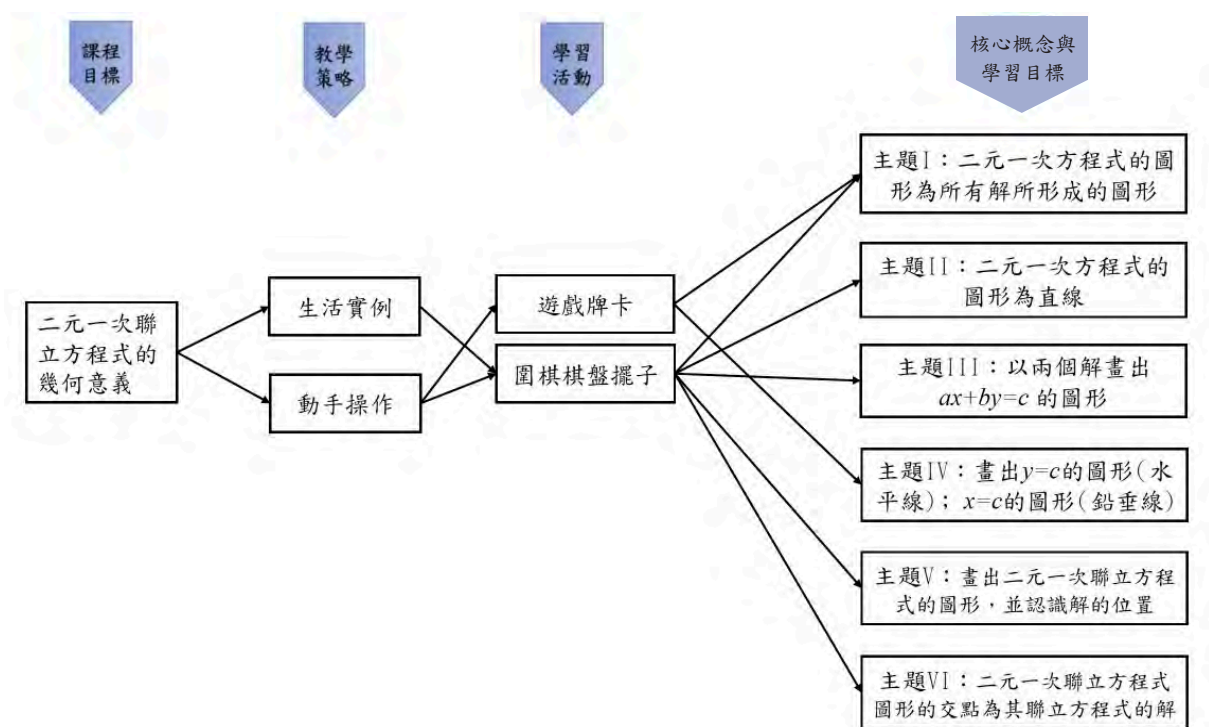 課程
目標
教學
策略
學習
活動
核心概念與
學習目標
二元一次聯
立方程式的
幾何意義
生活實例
動手操作
遊戲牌卡
圍棋棋盤擺子
主題I：二元一次方程式的圖
形為所有解所形成的圖形
主題II：二元一次方程式的
圖形為直線
主題III：以兩個解畫出
ax+by=c 的圖形
主題IV：畫出y=c的圖形(水
平線)；x=c的圖形(鉛垂線)
主題V：畫出二元一次聯立方程
式的圖形，並認識解的位置
主題VI：二元一次聯立方程式
圖形的交點為其聯立方程式的解